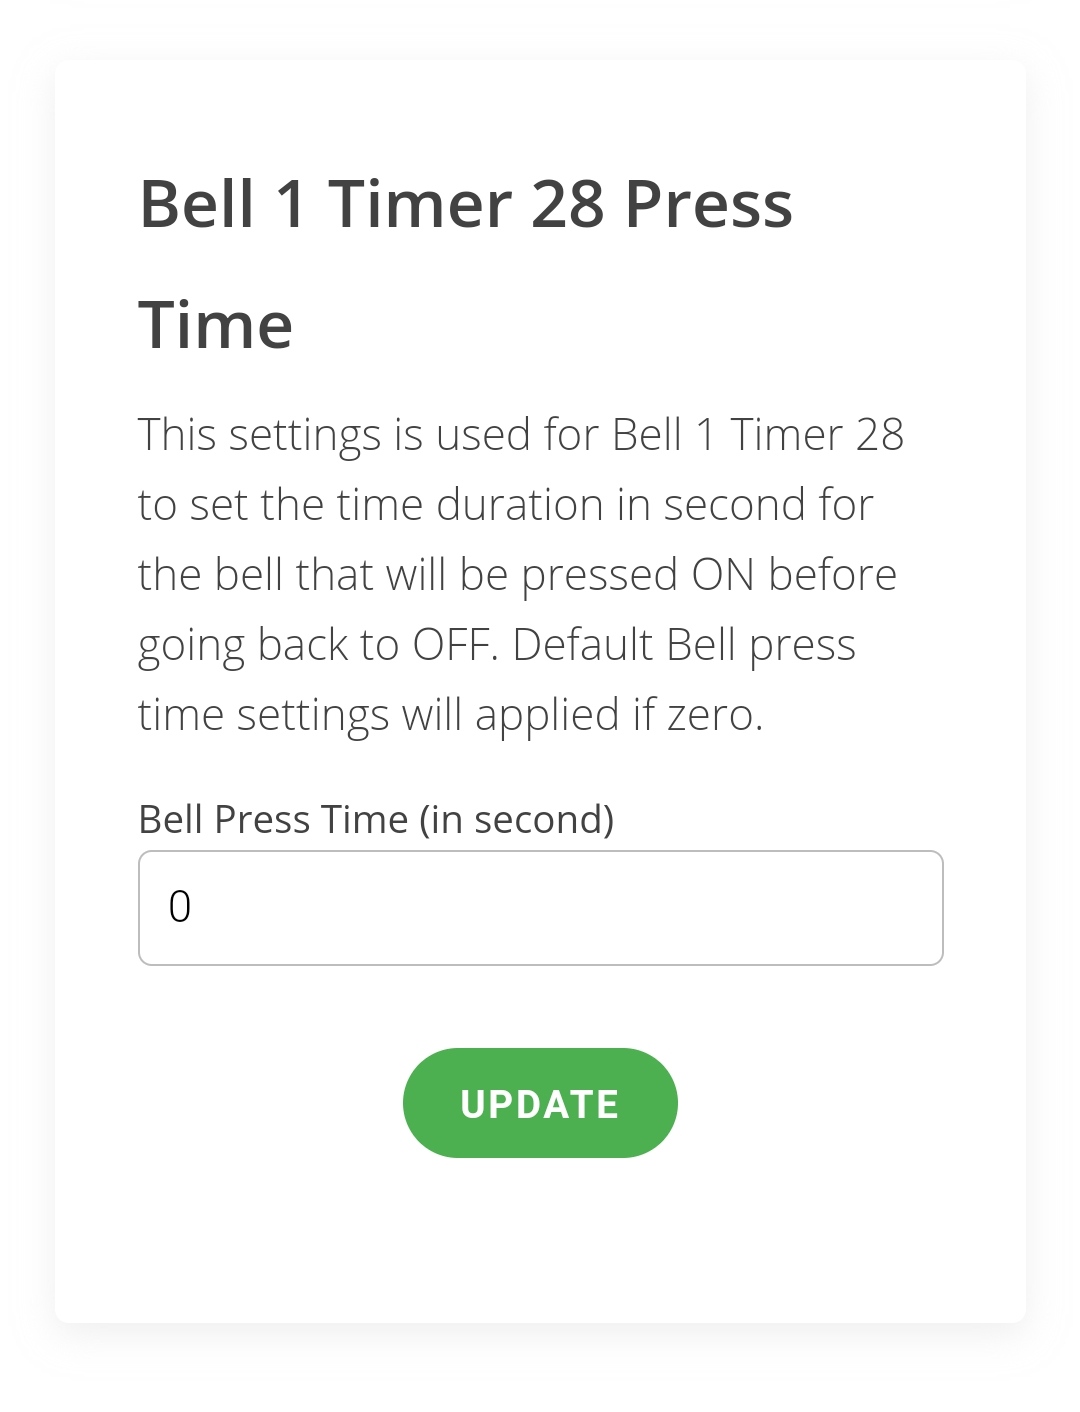 Bell 1 Timer 28 Press
Time
This settings is used for Bell 1 Timer 28
to set the time duration in second for
the bell that will be pressed ON before
going back to OFF. Default Bell press
time settings will applied if zero.
Bell Press Time (in second)
0
UPDATE